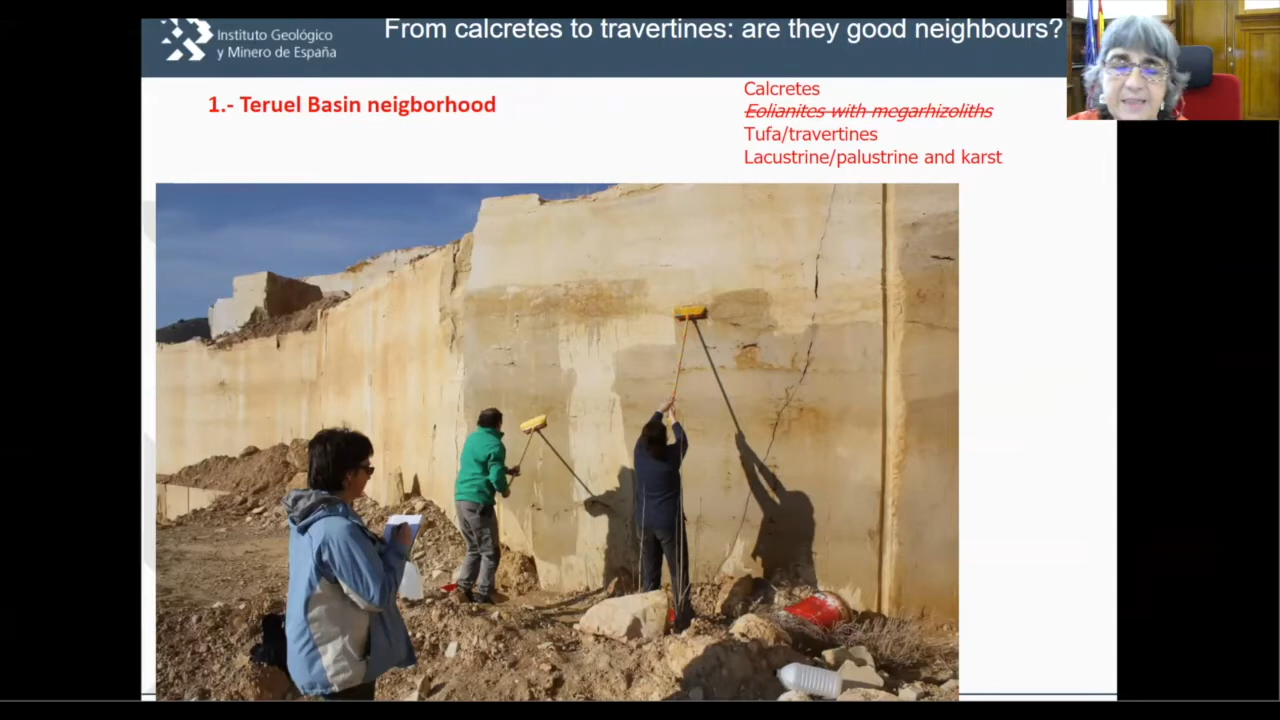 Instituto Geológico
y Minero de España
From calcretes to travertines: are they good neighbours?
1.- Teruel Basin neigborhood
Calcretes
Eolianites with megarhizoliths
Tufa/travertines
Lacustrine/palustrine and karst